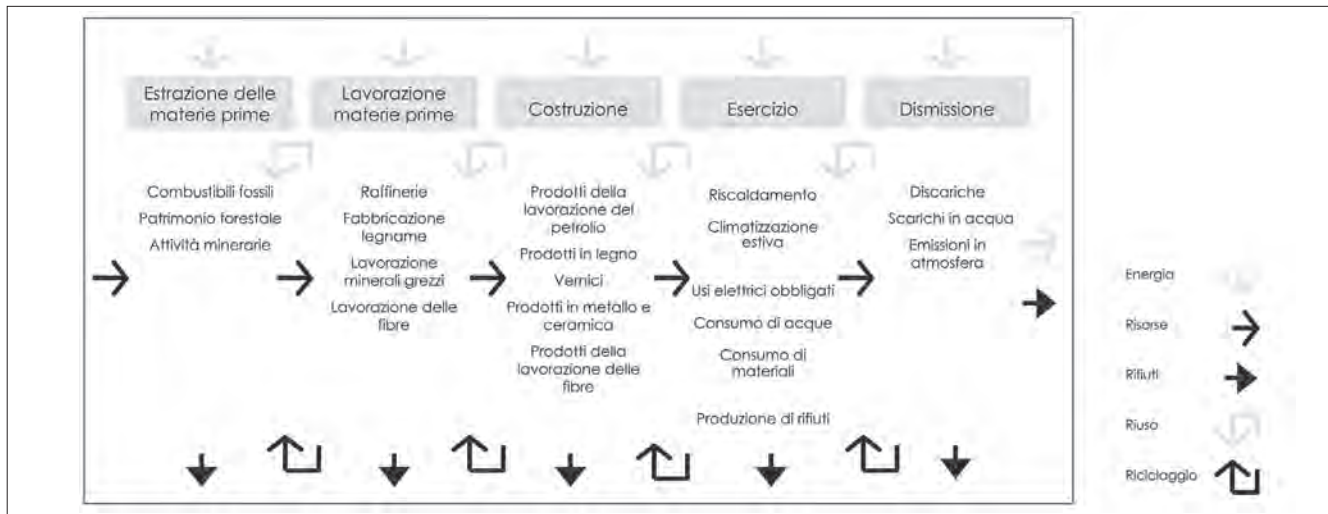 Estrazione delle
materie prime
Lavorazione
materie prime
Costruzione
Esercizio
Dismissione
Combustibili fossili
Patrimonio forestale
Attività minerarie
Raffinerie
Fabbricazione
legname
Lavorazione
minerali grezzi
Lavorazione delle
fibre
Prodotti della
lavorazione del
petrolio
Prodotti in legno
Vernici
Prodotti in metallo e
ceramica
Prodotti della
lavorazione delle
fibre
Riscaldamento
Climatizzazione
estiva
Usi elettrici obbligati
Consumo di acque
Consumo di
materiali
Produzione di rifiuti
Discariche
Scarichi in acqua
Emissioni in
atmosfera
Energia
Risorse
Rifiuti
Riuso
Riciclaggio